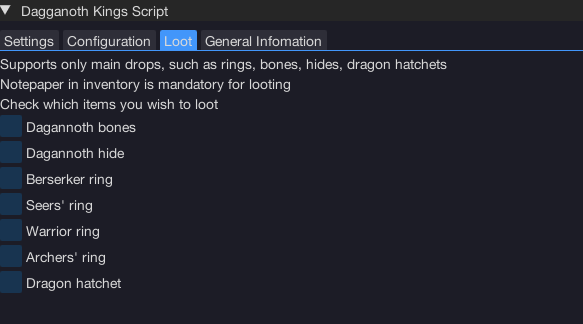 Dagganoth Kings Script
Settings Configuration Loot General Infomation
Supports only main drops, such as rings, bones, hides, dragon hatchets
Notepaper in inventory is mandatory for looting
Check which items you wish to loot
Dagannoth bones
Dagannoth hide
Berserker ring
Seers' ring
Warrior ring
Archers' ring
Dragon hatchet